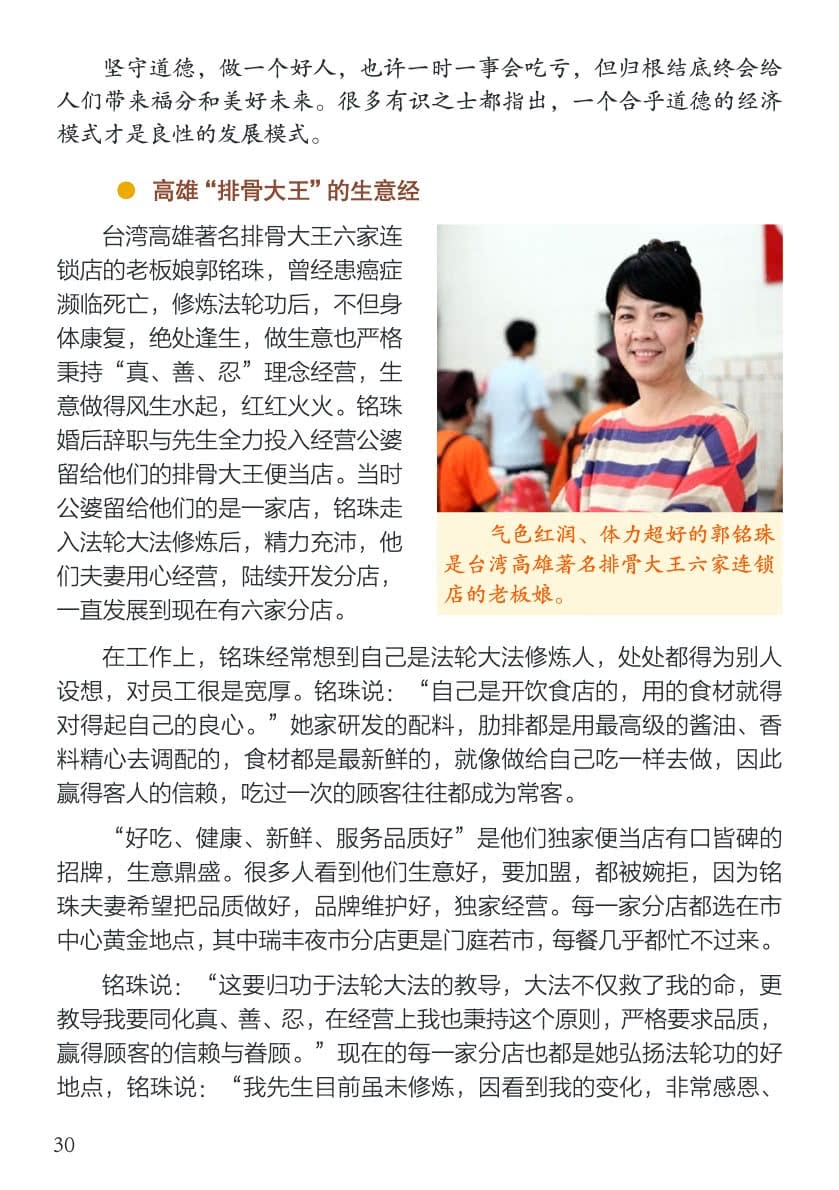 坚守道德，做一个好人，也许一时一事会吃亏，但归根结底终会给
人们带来福分和美好未来。很多有识之士都指出，一个合乎道德的经济
模式才是良性的发展模式。
● 高雄“排骨大王”的生意经
台湾高雄著名排骨大王六家连
锁店的老板娘郭铭珠，曾经患癌症
濒临死亡，修炼法轮功后，不但身
体康复，绝处逢生，做生意也严格
秉持“真、善、忍”理念经营，生
意做得风生水起，红红火火。铭珠
婚后辞职与先生全力投入经营公婆
留给他们的排骨大王便当店。当时
公婆留给他们的是一家店，铭珠走
入法轮大法修炼后，精力充沛，他
们夫妻用心经营，陆续开发分店，
一直发展到现在有六家分店。
气色红润、体力超好的郭铭珠
是台湾高雄著名排骨大王六家连锁
店的老板娘。
在工作上，铭珠经常想到自己是法轮大法修炼人，处处都得为别人
设想，对员工很是宽厚。铭珠说：“自己是开饮食店的，用的食材就得
对得起自己的良心。”她家研发的配料，肋排都是用最高级的酱油、香
料精心去调配的，食材都是最新鲜的，就像做给自己吃一样去做，因此
赢得客人的信赖，吃过一次的顾客往往都成为常客。
“好吃、健康、新鲜、服务品质好”是他们独家便当店有口皆碑的
招牌，生意鼎盛。很多人看到他们生意好，要加盟，都被婉拒，因为铭
珠夫妻希望把品质做好，品牌维护好，独家经营。每一家分店都选在市
中心黄金地点，其中瑞丰夜市分店更是门庭若市，每餐几乎都忙不过来。
铭珠说：“这要归功于法轮大法的教导，大法不仅救了我的命，更
教导我要同化真、善、忍，在经营上我也秉持这个原则，严格要求品质，
赢得顾客的信赖与眷顾。”现在的每一家分店也都是她弘扬法轮功的好
地点，铭珠说：“我先生目前虽未修炼，因看到我的变化，非常感恩、
30